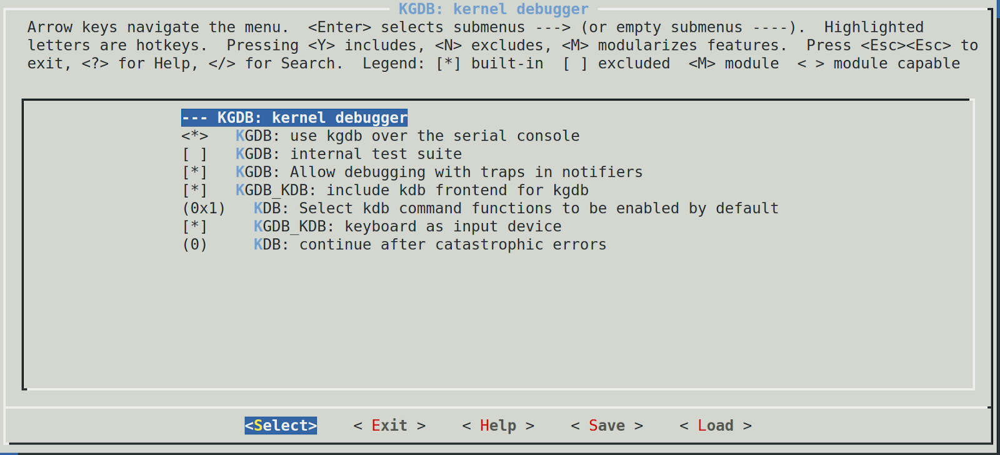 KGDB: kernel debugger
Arrow keys navigate the menu.  <Enter> selects submenus ---> (or empty submenus ----).  Highlighted
letters are hotkeys.  Pressing <Y> includes, <N> excludes, <M> modularizes features.  Press <Esc><Esc> to
exit, <?> for Help, </> for Search.  Legend: [*] built-in  [ ] excluded  <M> module  < > module capable
--- KGDB: kernel debugger
<*>   KGDB: use kgdb over the serial console
[ ]   KGDB: internal test suite
[*]   KGDB: Allow debugging with traps in notifiers
[*]   KGDB_KDB: include kdb frontend for kgdb
(0x1)   KDB: Select kdb command functions to be enabled by default
[*]     KGDB_KDB: keyboard as input device
(0)     KDB: continue after catastrophic errors
<Select>    < Exit >    < Help >    < Save >    < Load >